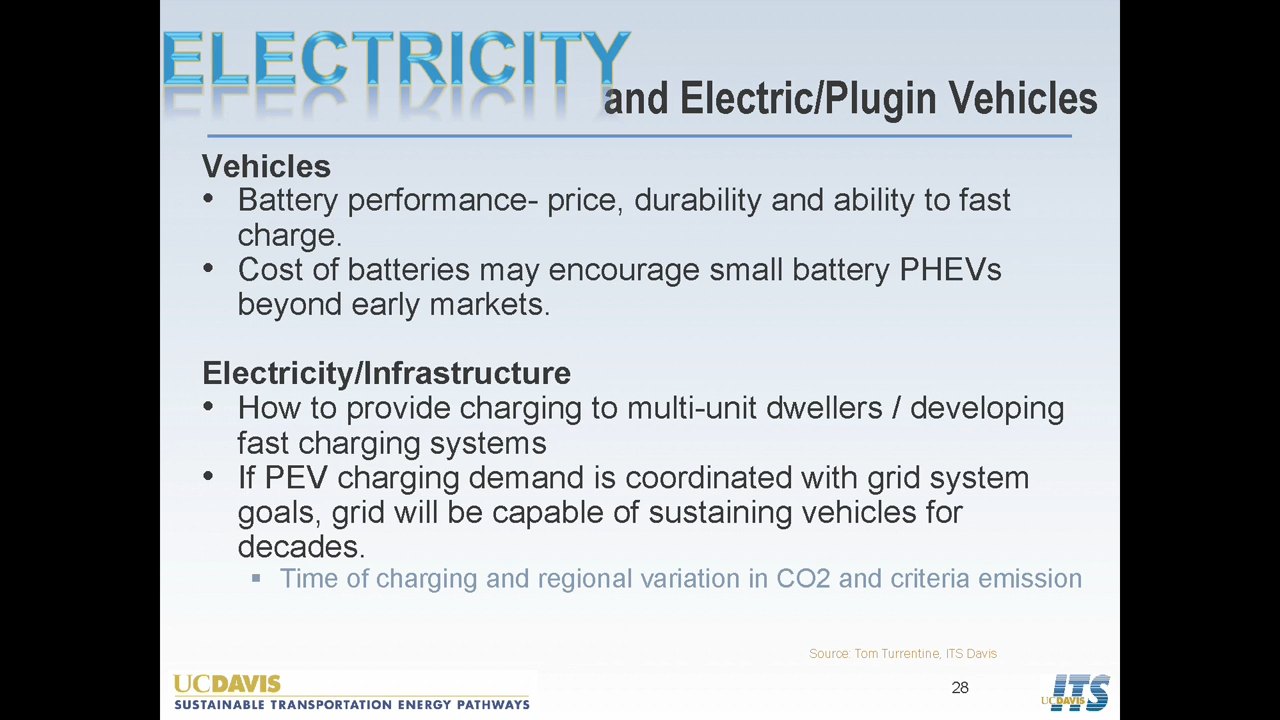 ELECTRICITY
and Electric/Plugin Vehicles
Vehicles
• Battery performance- price, durability and ability to fast
charge.
• Cost of batteries may encourage small battery PHEVs
beyond early markets.
Electricity/Infrastructure
• How to provide charging to multi-unit dwellers / developing
fast charging systems
• If PEV charging demand is coordinated with grid system
goals, grid will be capable of sustaining vehicles for
decades.
▪ Time of charging and regional variation in CO2 and criteria emission
Source: Tom Turrentine, ITS Davis
UCDAVIS
SUSTAINABLE TRANSPORTATION ENERGY PATHWAYS
28
UCDAVIS ITS